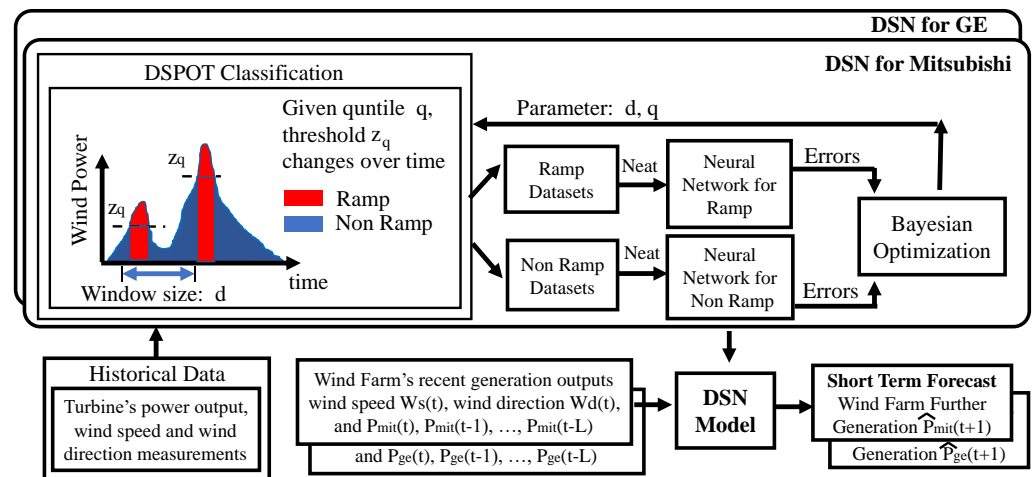 DSN for GE
DSN for Mitsubishi
DSPOT Classification
Given quntile q,
threshold zq
changes over time
Ramp
Non Ramp
Wind Power
zq
zq
time
Window size: d
Parameter: d, q
Ramp
Datasets
Neat
Neural
Network for
Ramp
Errors
Non Ramp
Datasets
Neat
Neural
Network for
Non Ramp
Errors
Bayesian
Optimization
Historical Data
Turbine's power output,
wind speed and wind
direction measurements
Wind Farm's recent generation outputs
wind speed Ws(t), wind direction Wd(t),
and Pmit(t), Pmit(t-1), …, Pmit(t-L)
and Pge(t), Pge(t-1), …, Pge(t-L)
DSN
Model
Short Term Forecast
Wind Farm Further
Generation P̂mit(t+1)
Generation P̂ge(t+1)